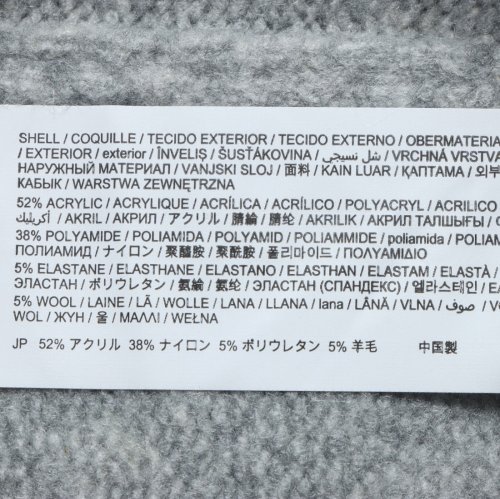 SHELL / COQUILLE / TECIDO EXTERIOR / TECIDO EXTERNO / OBERMATERIA
/ EXTERIOR / exterior / ÎNVELIȘ / ŠUSŤÁKOVINA / شل نسيجي / VRCHNÁ VRSTVA
НАРУЖНЫЙ МАТЕРИАЛ / VANJSKI SLOJ / 面料 / KAIN LUAR / ҚАПТАМА / 외부
КАБЫК / WARSTWA ZEWNĘTRZNA
52% ACRYLIC / ACRYLIQUE / ACRÍLICA / ACRÍLICO / POLYACRYL / ACRILICO
أكريليك / AKRIL / АКРИЛ / アクリル / 腈綸 / 腈纶 / AKRILIK / АКРИЛ ТАЛШЫҒЫ /
38% POLYAMIDE / POLIAMIDA / POLYAMID / POLIAMMIDE / poliamida / POLIAM
ПОЛИАМИД / ナイロン / 聚醯胺 / 聚酰胺 / 폴리아미드 / ΠΟΛΥΑΜΙΔΙΟ
5% ELASTANE / ELASTHANE / ELASTANO / ELASTHAN / ELASTAM / ELASTĀ /
ЭЛАСТАН / ポリウレタン / 氨綸 / 氨纶 / ЭЛАСТАН (СПАНДЕКС) / 엘라스테인 /
5% WOOL / LAINE / LÃ / WOLLE / LANA / LLANA / lana / LÂNĂ / VLNA / صوف /
WOL / ЖҮН / 울 / ΜΑΛΛΙ / WEŁNA
JP 52% アクリル 38% ナイロン 5% ポリウレタン 5% 羊毛 中国製